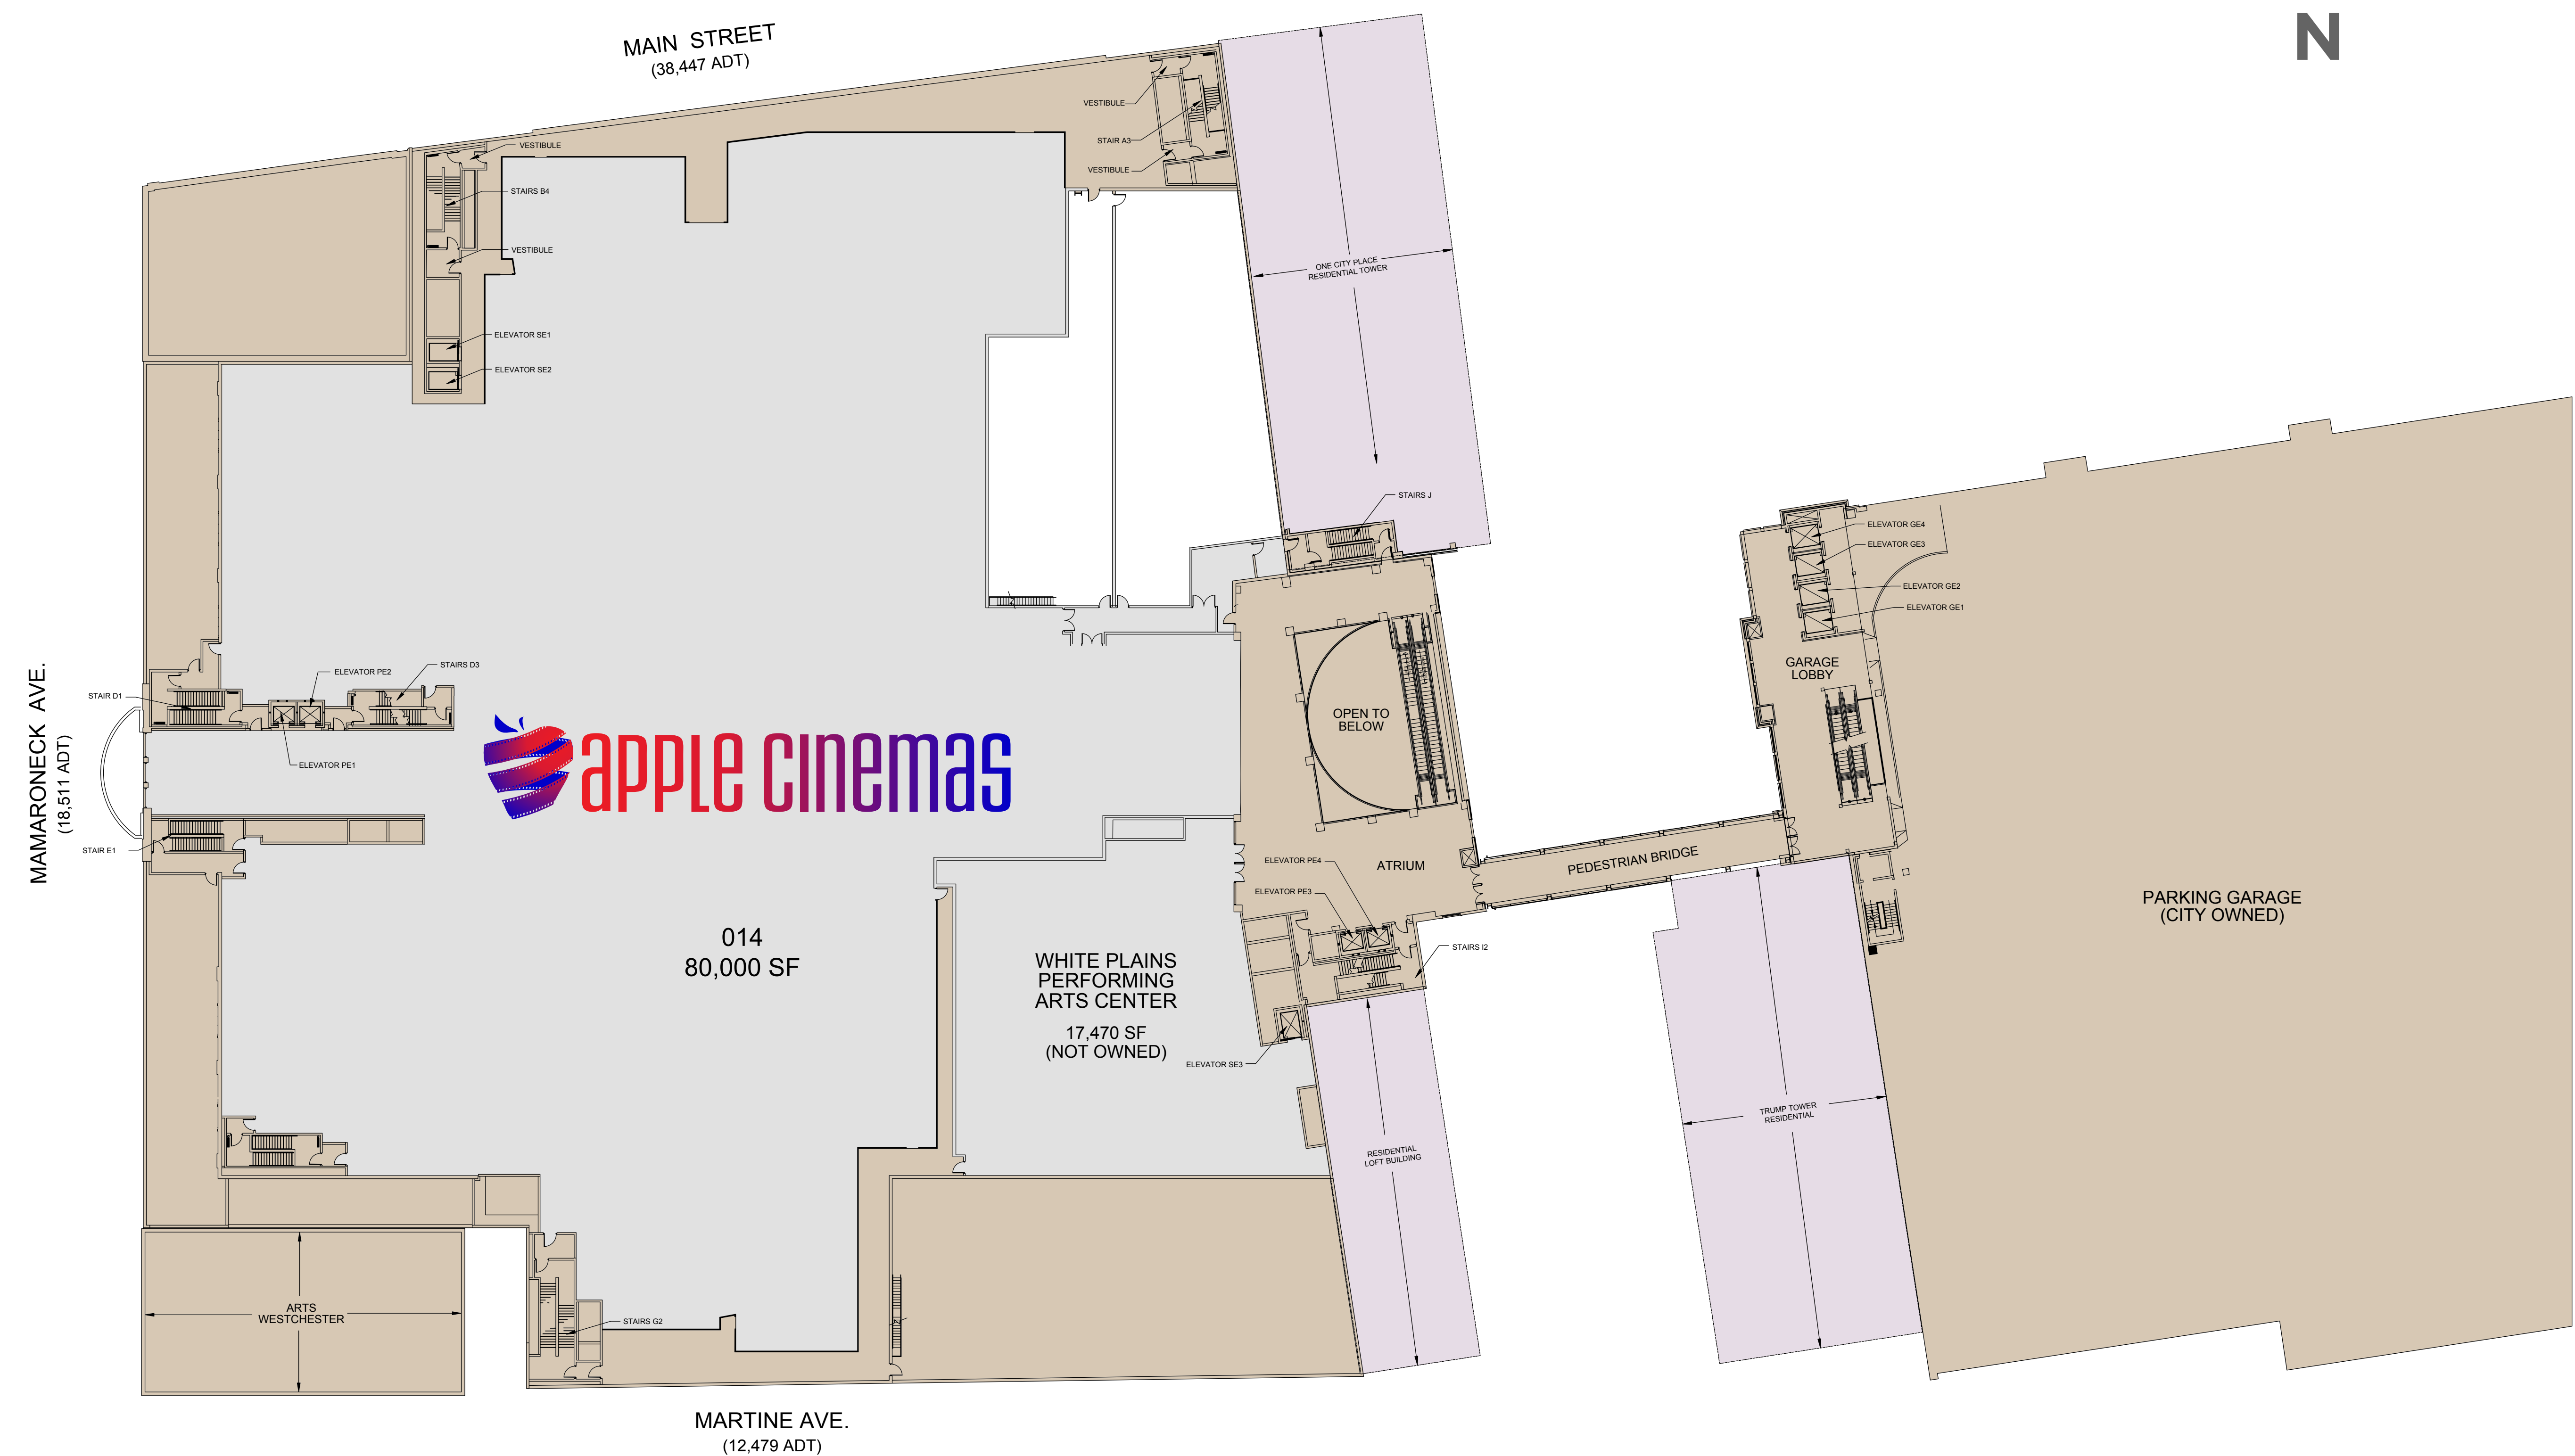 N
MAIN STREET
(38,447 ADT)
VESTIBULE
STAIR A3
VESTIBULE
VESTIBULE
STAIRS B4
VESTIBULE
ELEVATOR SE1
ELEVATOR SE2
ONE CITY PLACE
RESIDENTIAL TOWER
STAIRS J
ELEVATOR GE4
ELEVATOR GE3
ELEVATOR GE2
ELEVATOR GE1
GARAGE
LOBBY
MAMARONECK AVE.
(18,511 ADT)
STAIR D1
ELEVATOR PE2
STAIRS D3
ELEVATOR PE1
STAIR E1
apple cinemas
OPEN TO
BELOW
ATRIUM
ELEVATOR PE4
ELEVATOR PE3
PEDESTRIAN BRIDGE
STAIRS I2
ELEVATOR SE3
014
80,000 SF
WHITE PLAINS
PERFORMING
ARTS CENTER
17,470 SF
(NOT OWNED)
PARKING GARAGE
(CITY OWNED)
TRUMP TOWER
RESIDENTIAL
RESIDENTIAL
LOFT BUILDING
ARTS
WESTCHESTER
STAIRS G2
MARTINE AVE.
(12,479 ADT)